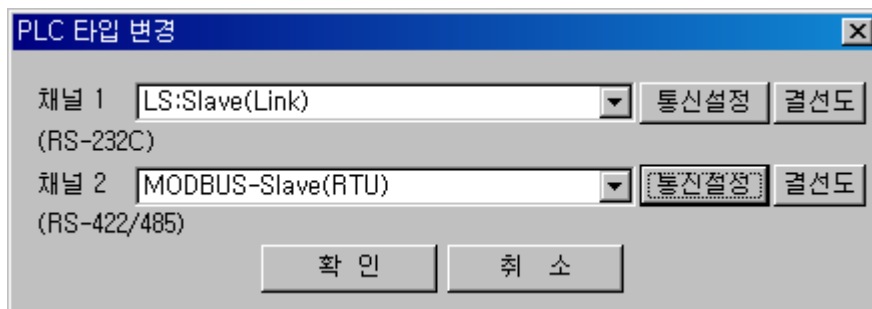 PLC 타입 변경
채널 1 LS:Slave(Link) 통신설정 결선도
(RS-232C)
채널 2 MODBUS-Slave(RTU) 통신설정 결선도
(RS-422/485)
확 인 취 소